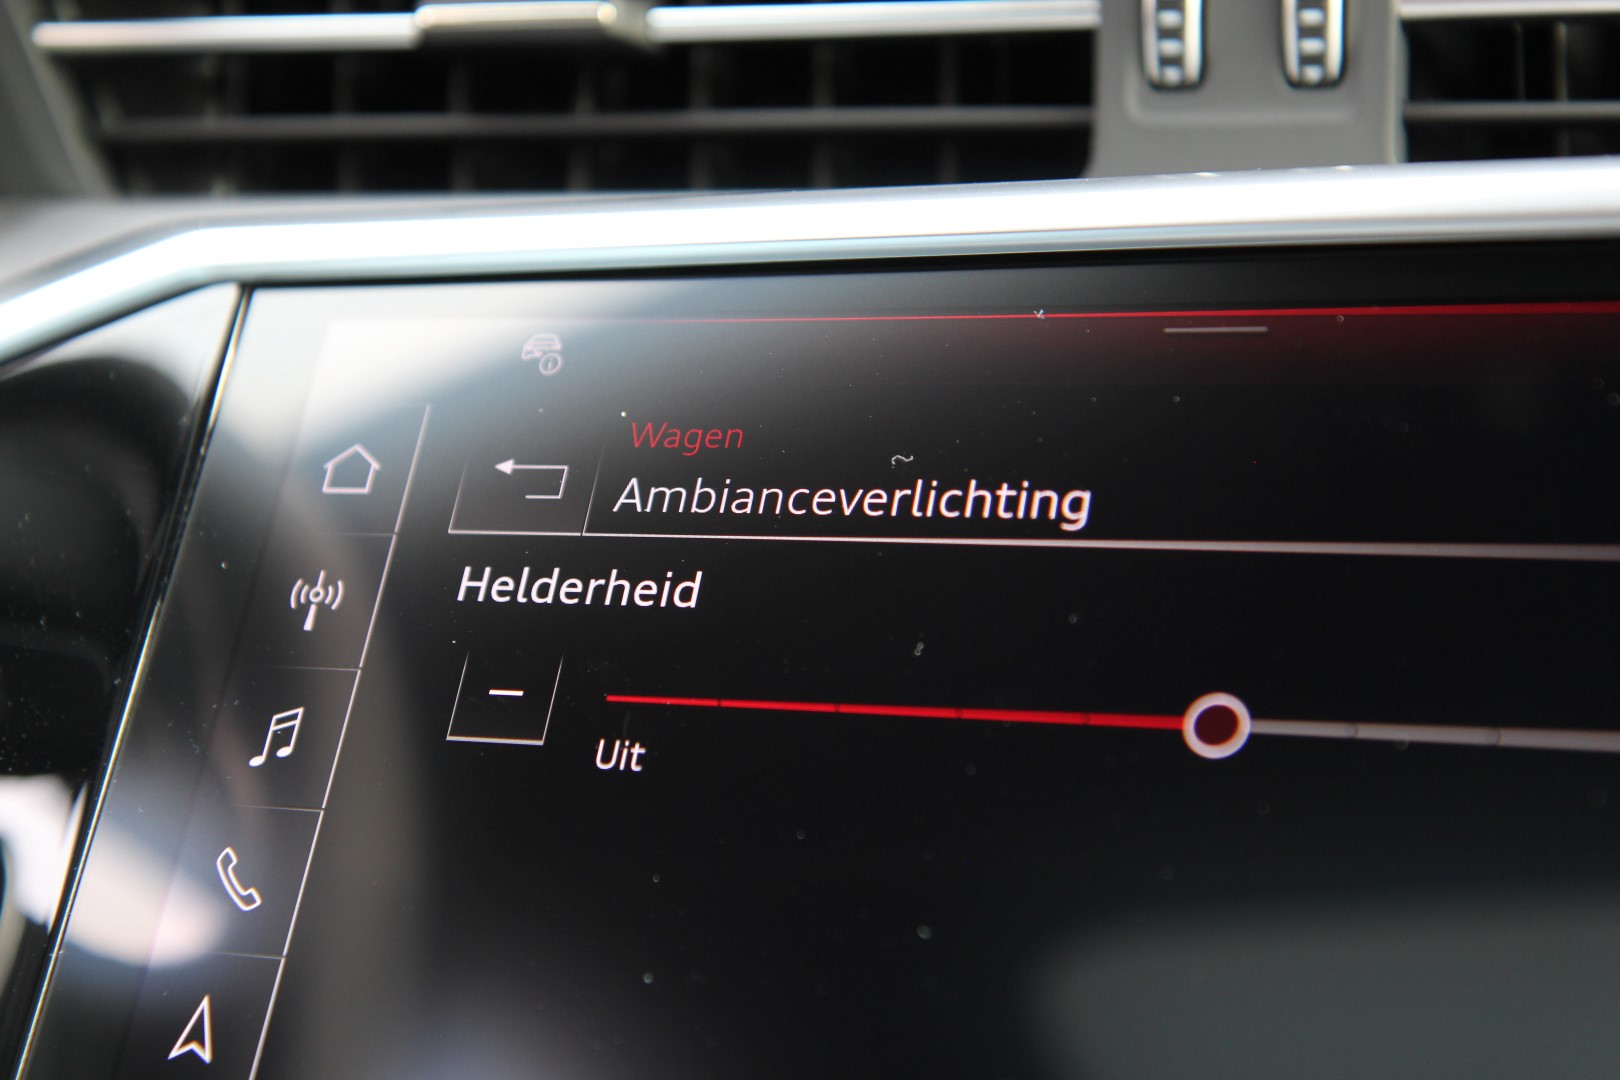 Wagen
Ambianceverlichting
Helderheid
Uit